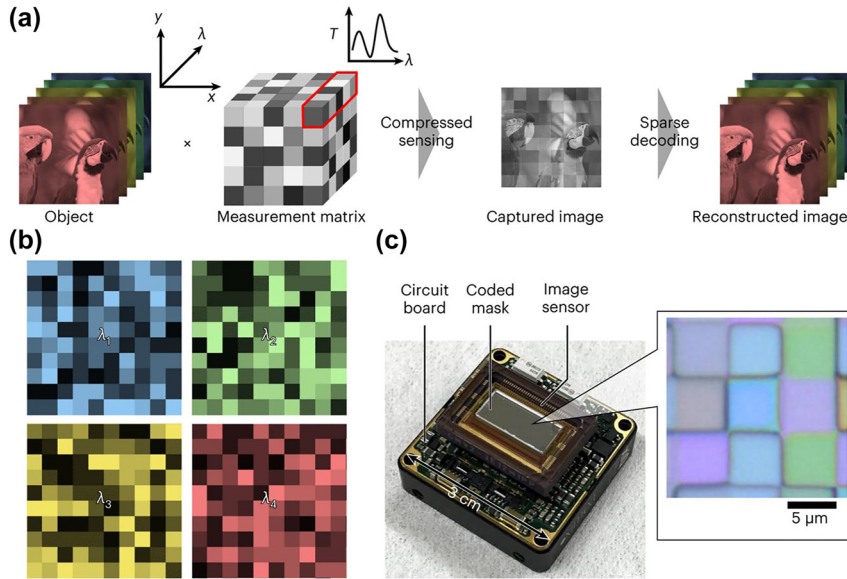 (a)
y
λ
x
T
λ
×
Compressed
sensing
Sparse
decoding
Object
Measurement matrix
Captured image
Reconstructed image
(b)
λ1
λ2
λ3
λ4
(c)
Circuit
board
Coded
mask
Image
sensor
3 cm
5 μm